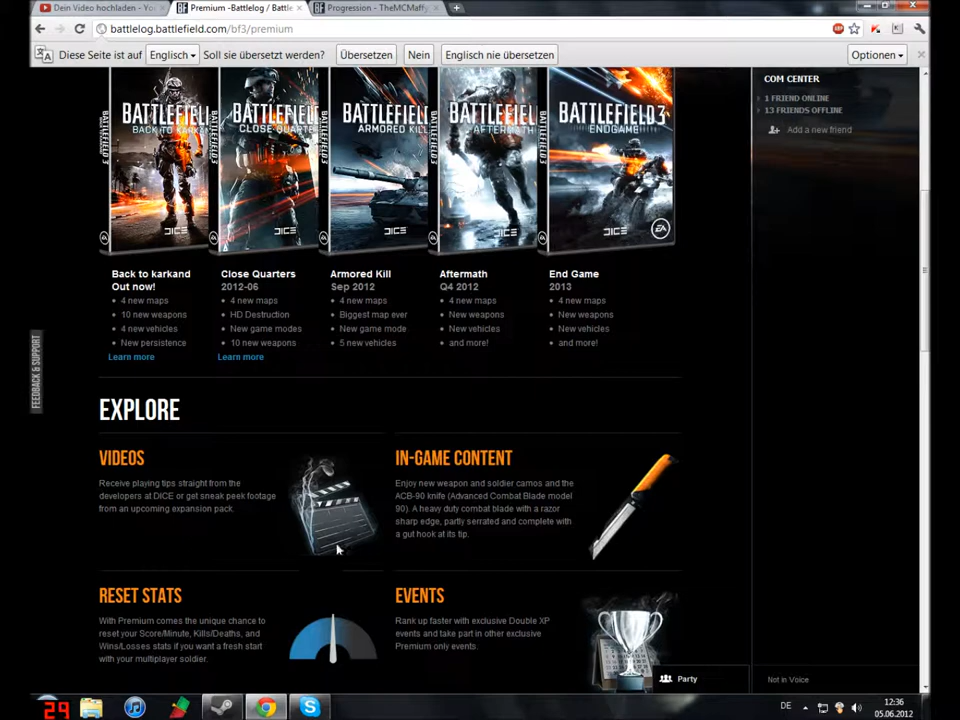 Dein Video hochladen - Yo
Premium -Battlelog / Battle
Progression - TheMCMaffy
battlelog.battlefield.com/bf3/premium
Diese Seite ist auf Englisch Soll sie übersetzt werden? Übersetzen Nein Englisch nie übersetzen Optionen
BATTLEFIEL
BACK TO KARKAN
BATTLEFIEL
CLOSE QUARTE
BATTLEFIEL
ARMORED KILL
BATTLEFIEL
AFTERMATH
BATTLEFIELD 3
ENDGAME
DICE
DICE
DICE
DICE
DICE
EA
COM CENTER
1 FRIEND ONLINE
13 FRIENDS OFFLINE
Add a new friend
FEEDBACK & SUPPORT
Back to karkand
Out now!
• 4 new maps
• 10 new weapons
• 4 new vehicles
• New persistence
Learn more
Close Quarters
2012-06
• 4 new maps
• HD Destruction
• New game modes
• 10 new weapons
Learn more
Armored Kill
Sep 2012
• 4 new maps
• Biggest map ever
• New game mode
• 5 new vehicles
Aftermath
Q4 2012
• 4 new maps
• New weapons
• New vehicles
• and more!
End Game
2013
• 4 new maps
• New weapons
• New vehicles
• and more!
EXPLORE
VIDEOS
Receive playing tips straight from the
developers at DICE or get sneak peek footage
from an upcoming expansion pack.
IN-GAME CONTENT
Enjoy new weapon and soldier camos and the
ACB-90 knife (Advanced Combat Blade model
90). A heavy duty combat blade with a razor
sharp edge, partly serrated and complete with
a gut hook at its tip.
RESET STATS
With Premium comes the unique chance to
reset your Score/Minute, Kills/Deaths, and
Wins/Losses stats if you want a fresh start
with your multiplayer soldier.
EVENTS
Rank up faster with exclusive Double XP
events and take part in other exclusive
Premium only events.
Party
Not in Voice
29
DE
12:36
05.06.2012